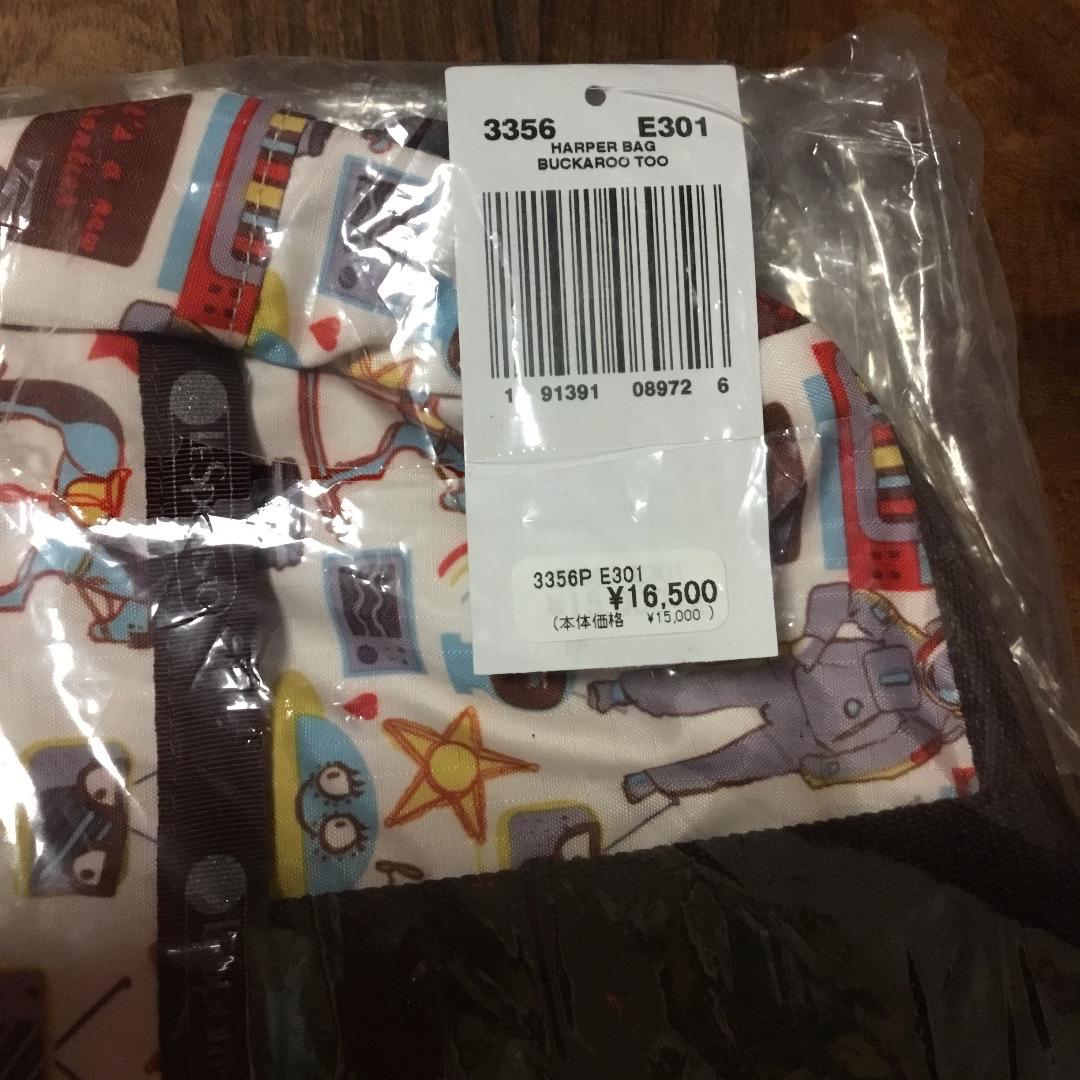 3356 E301
HARPER BAG
BUCKAROO TOO
1 91391 08972 6
3356P E301
¥16,500
(本体価格 ¥15,000 )